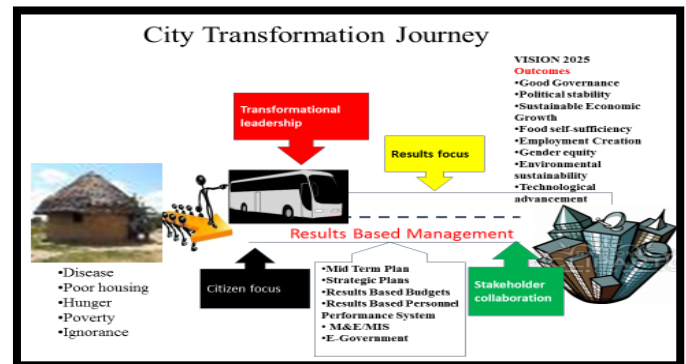 City Transformation Journey
VISION 2025
Outcomes
•Good Governance
•Political stability
•Sustainable Economic
Growth
•Food self-sufficiency
•Employment Creation
•Gender equity
•Environmental
sustainability
•Technological
advancement
Transformational
leadership
Results focus
Results Based Management
•Disease
•Poor housing
•Hunger
•Poverty
•Ignorance
Citizen focus
•Mid Term Plan
•Strategic Plans
•Results Based Budgets
•Results Based Personnel
Performance System
• M&E/MIS
•E-Government
Stakeholder
collaboration